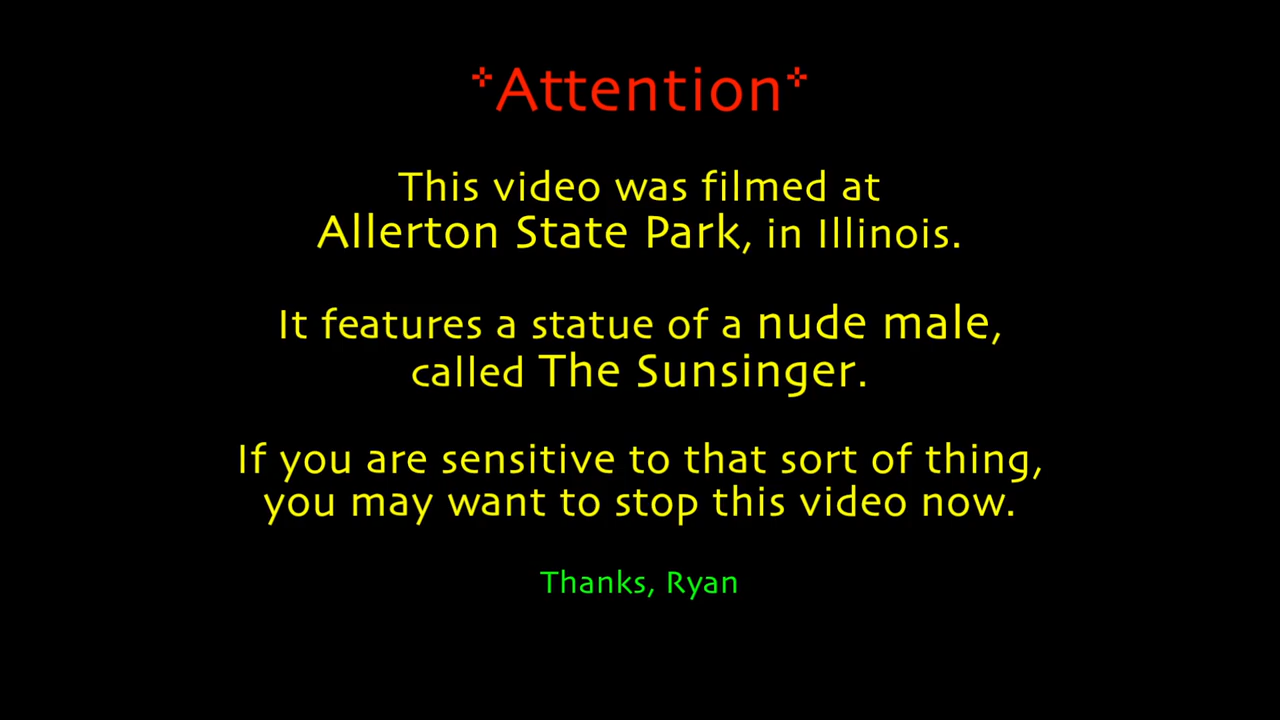 *Attention*
This video was filmed at
Allerton State Park, in Illinois.
It features a statue of a nude male,
called The Sunsinger.
If you are sensitive to that sort of thing,
you may want to stop this video now.
Thanks, Ryan